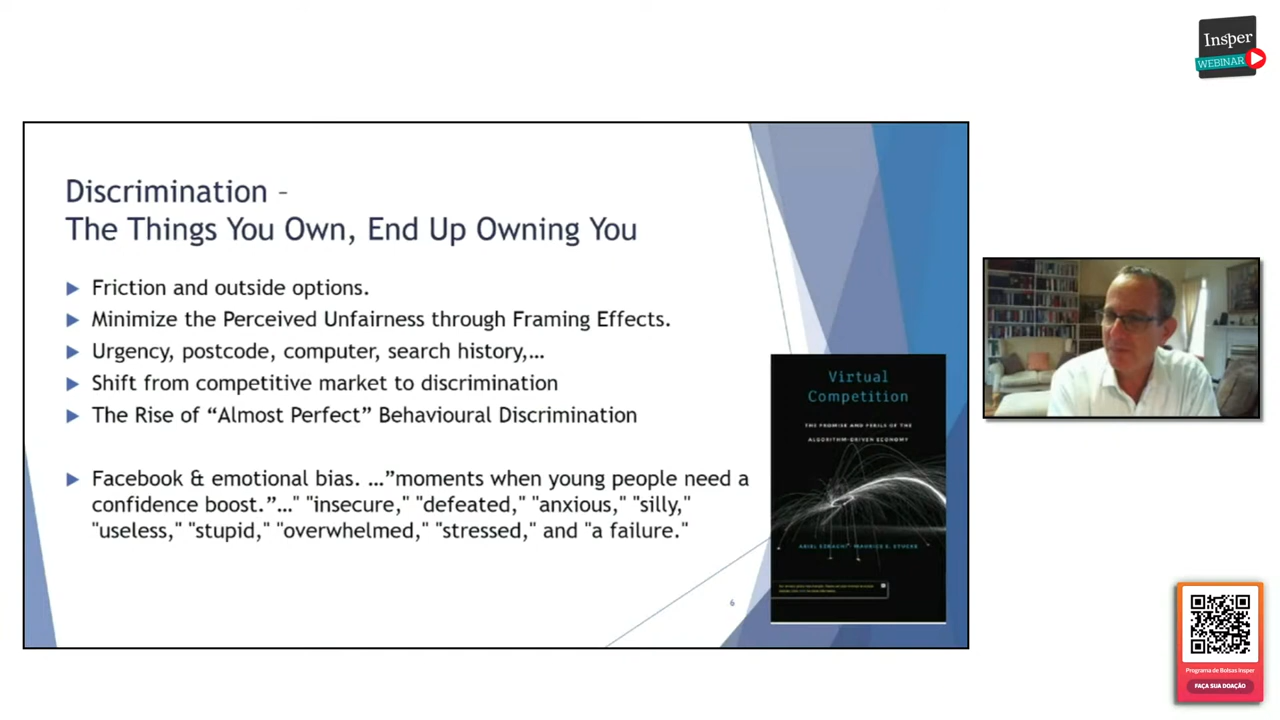 Insper
WEBINAR
Discrimination –
The Things You Own, End Up Owning You
Friction and outside options.
Minimize the Perceived Unfairness through Framing Effects.
Urgency, postcode, computer, search history,…
Shift from competitive market to discrimination
The Rise of “Almost Perfect” Behavioural Discrimination
Facebook & emotional bias. …”moments when young people need a
confidence boost.”…" "insecure," "defeated," "anxious," "silly,"
"useless," "stupid," "overwhelmed," "stressed," and "a failure."
6
Virtual
Competition
THE PROMISE AND PERILS OF THE
ALGORITHM-DRIVEN ECONOMY
ARIEL EZRACHI · MAURICE E. STUCKE
Programa de Bolsas Insper
FAÇA SUA DOAÇÃO